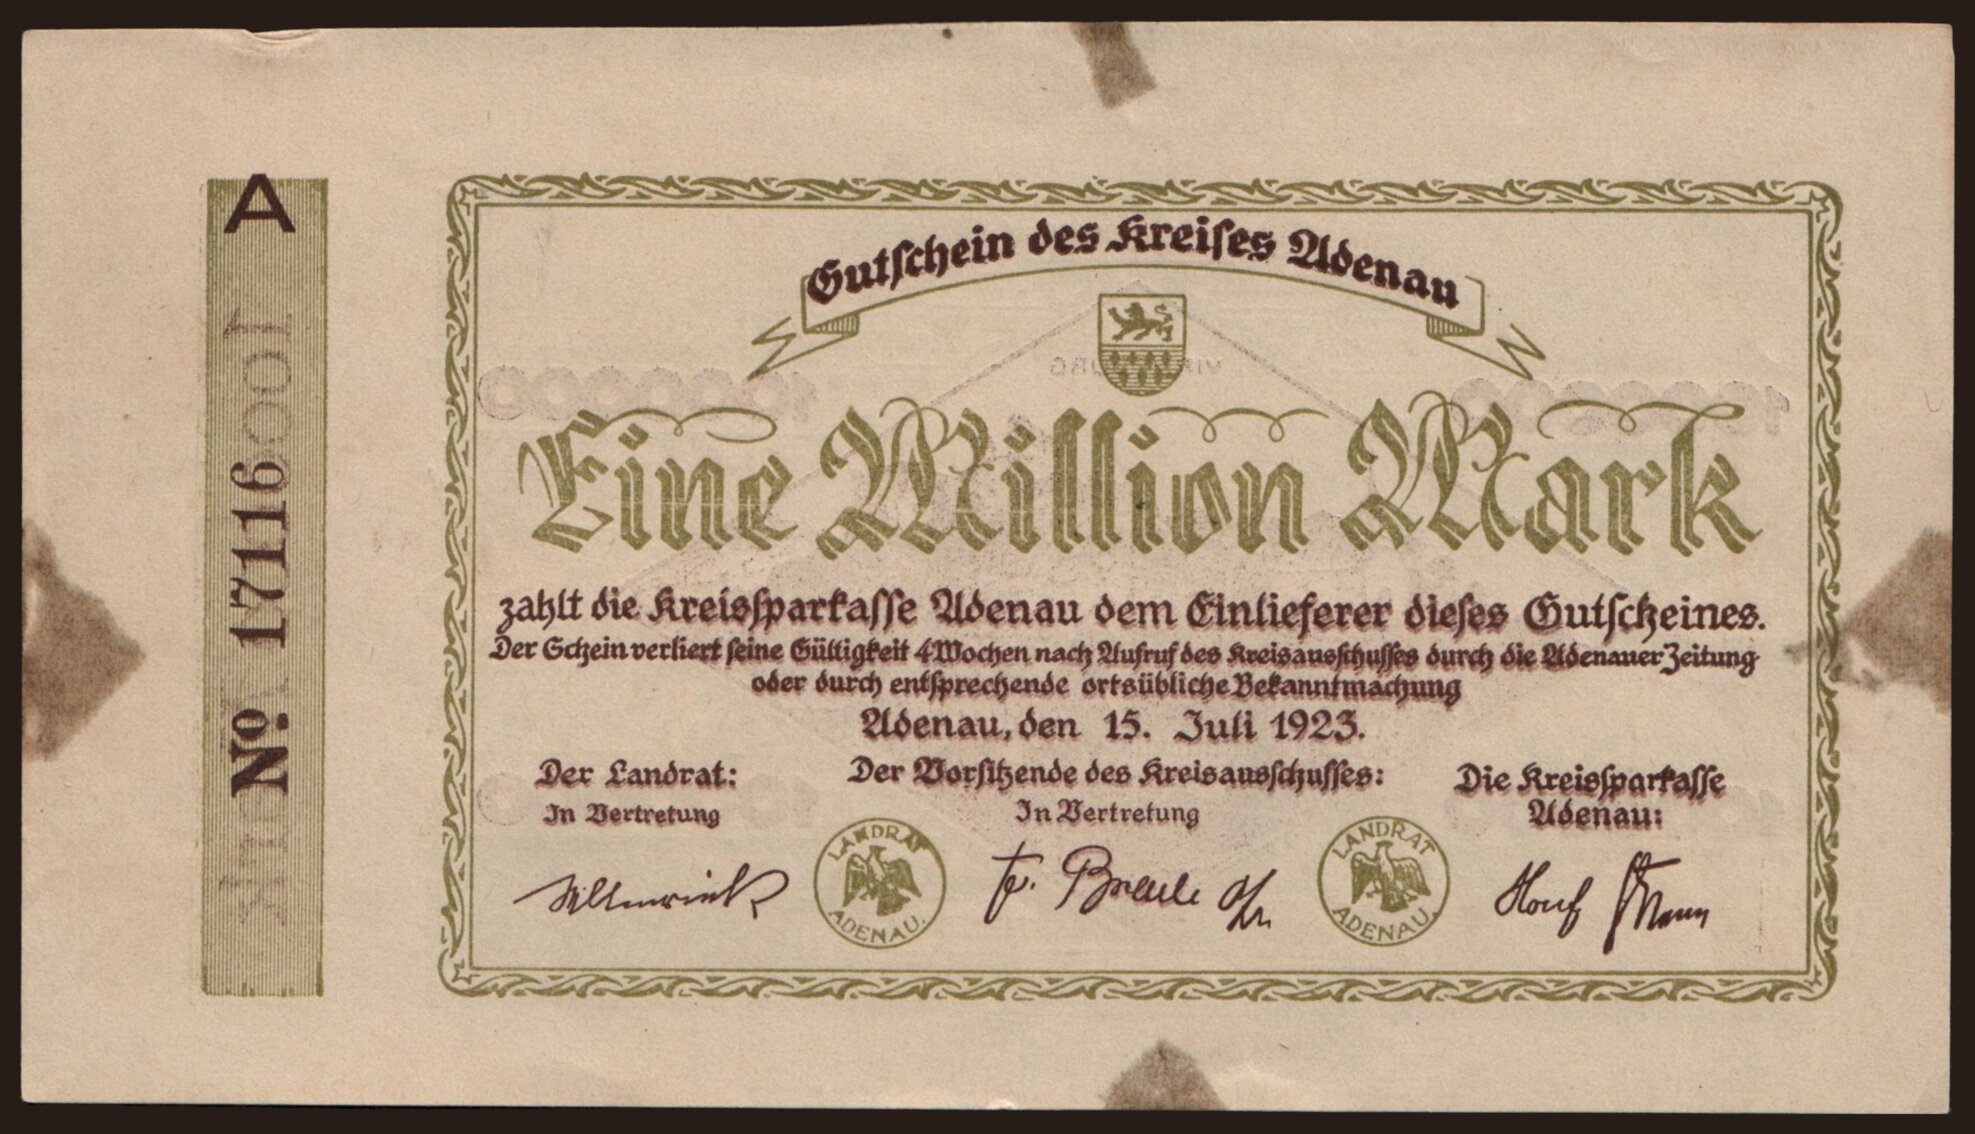 A
Nº 17116
Gutschein des Kreises Adenau
Eine Million Mark
zahlt die Kreissparkasse Adenau dem Einlieferer dieses Gutscheines.
Der Schein verliert seine Gültigkeit 4 Wochen nach Aufruf des Kreisausschusses durch die Adenauer Zeitung
oder durch entsprechende ortsübliche Bekanntmachung
Adenau, den 15. Juli 1923.
Der Landrat:
In Vertretung
Der Vorsitzende des Kreisausschusses:
In Vertretung
Die Kreissparkasse
Adenau:
LANDRAT
ADENAU.
LANDRAT
ADENAU.